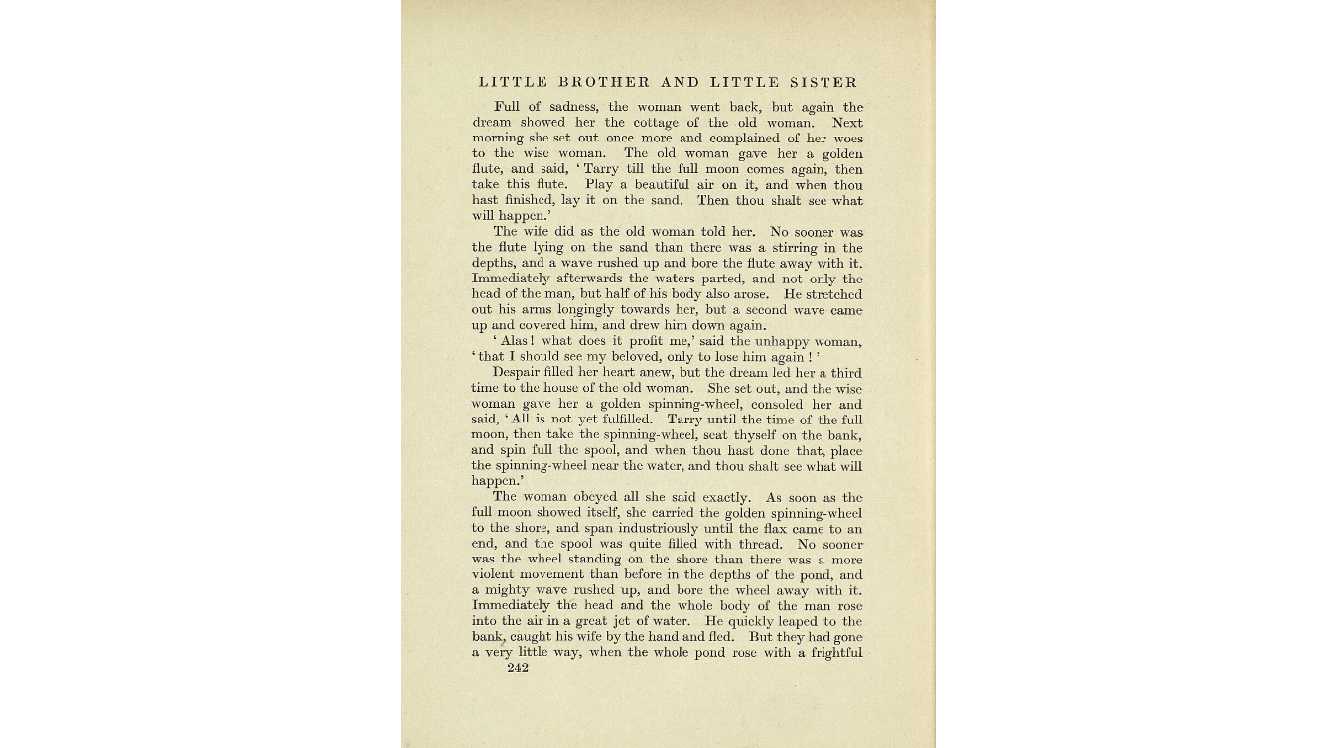 LITTLE BROTHER AND LITTLE SISTER
Full of sadness, the woman went back, but again the
dream showed her the cottage of the old woman. Next
morning she set out once more and complained of her woes
to the wise woman. The old woman gave her a golden
flute, and said, ‘Tarry till the full moon comes again, then
take this flute. Play a beautiful air on it, and when thou
hast finished, lay it on the sand. Then thou shalt see what
will happen.’
The wife did as the old woman told her. No sooner was
the flute lying on the sand than there was a stirring in the
depths, and a wave rushed up and bore the flute away with it.
Immediately afterwards the waters parted, and not only the
head of the man, but half of his body also arose. He stretched
out his arms longingly towards her, but a second wave came
up and covered him, and drew him down again.
‘Alas! what does it profit me,’ said the unhappy woman,
‘that I should see my beloved, only to lose him again!’
Despair filled her heart anew, but the dream led her a third
time to the house of the old woman. She set out, and the wise
woman gave her a golden spinning-wheel, consoled her and
said, ‘All is not yet fulfilled. Tarry until the time of the full
moon, then take the spinning-wheel, seat thyself on the bank,
and spin full the spool, and when thou hast done that, place
the spinning-wheel near the water, and thou shalt see what will
happen.’
The woman obeyed all she said exactly. As soon as the
full moon showed itself, she carried the golden spinning-wheel
to the shore, and span industriously until the flax came to an
end, and the spool was quite filled with thread. No sooner
was the wheel standing on the shore than there was a more
violent movement than before in the depths of the pond, and
a mighty wave rushed up, and bore the wheel away with it.
Immediately the head and the whole body of the man rose
into the air in a great jet of water. He quickly leaped to the
bank, caught his wife by the hand and fled. But they had gone
a very little way, when the whole pond rose with a frightful
242